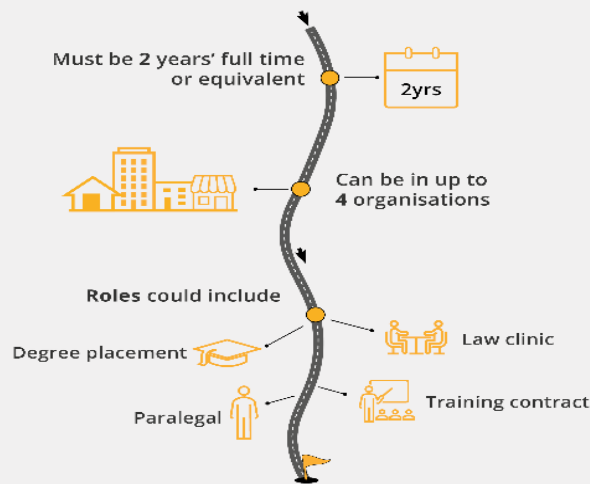 Must be 2 years’ full time
or equivalent
2yrs
Can be in up to
4 organisations
Roles could include
Degree placement
Law clinic
Paralegal
Training contract